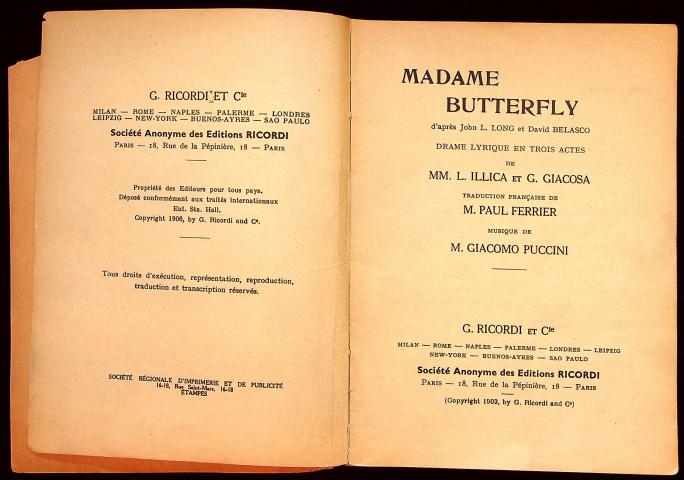 G. RICORDI ET Cie
MILAN — ROME — NAPLES — PALERME — LONDRES
LEIPZIG — NEW-YORK — BUENOS-AYRES — SAO PAULO
Société Anonyme des Editions RICORDI
PARIS — 18, Rue de la Pépinière, 18 — PARIS
Propriété des Editeurs pour tous pays.
Déposé conformément aux traités internationaux
Ent. Sta. Hall.
Copyright 1906, by G. Ricordi and Co.
Tous droits d'exécution, représentation, reproduction,
traduction et transcription réservés.
SOCIÉTÉ RÉGIONALE D'IMPRIMERIE ET DE PUBLICITÉ
16-18, Rue Saint-Mars, 16-18
ÉTAMPES
MADAME
BUTTERFLY
d'après John L. LONG et David BELASCO
DRAME LYRIQUE EN TROIS ACTES
DE
MM. L. ILLICA ET G. GIACOSA
TRADUCTION FRANÇAISE DE
M. PAUL FERRIER
MUSIQUE DE
M. GIACOMO PUCCINI
G. RICORDI ET Cie
MILAN — ROME — NAPLES — PALERME — LONDRES — LEIPZIG
NEW-YORK — BUENOS-AYRES — SAO PAULO
Société Anonyme des Editions RICORDI
PARIS — 18, Rue de la Pépinière, 18 — PARIS
(Copyright 1903, by G. Ricordi and Co)